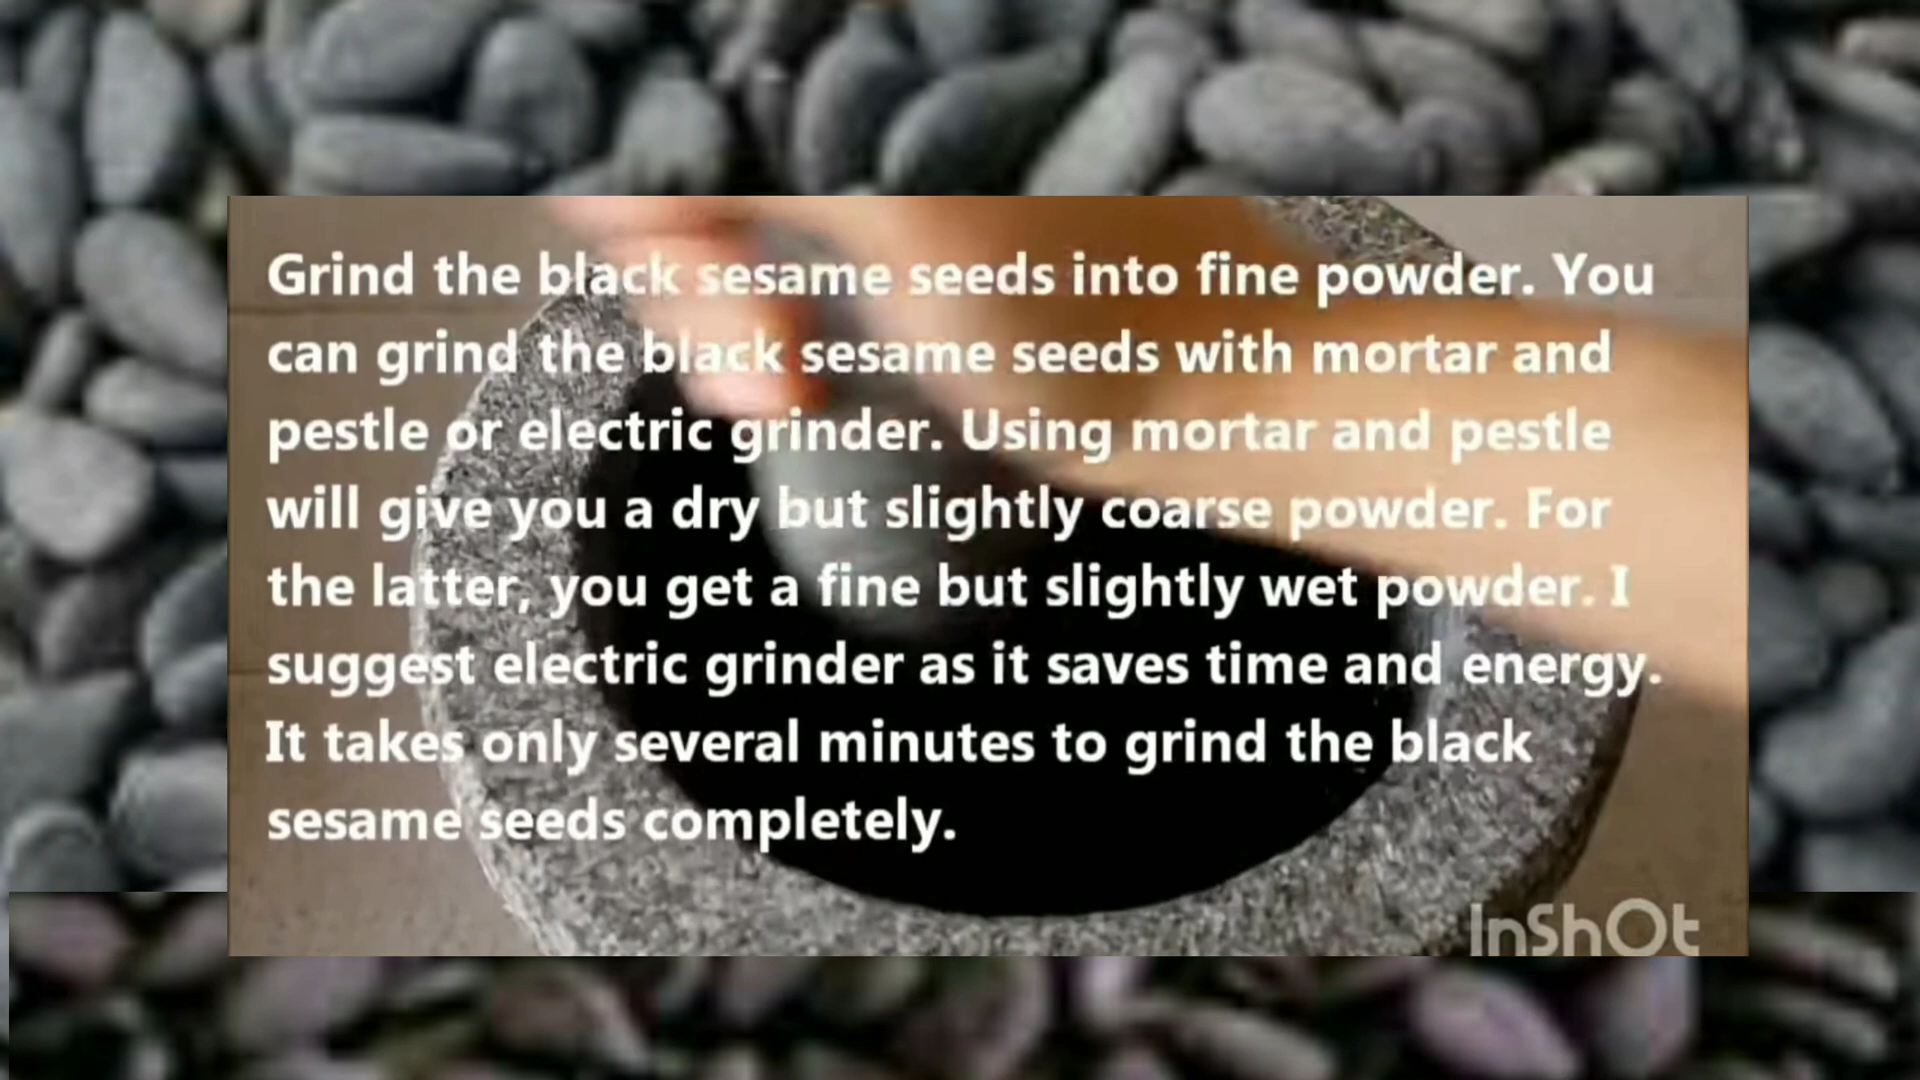 Grind the black sesame seeds into fine powder. You
can grind the black sesame seeds with mortar and
pestle or electric grinder. Using mortar and pestle
will give you a dry but slightly coarse powder. For
the latter, you get a fine but slightly wet powder. I
suggest electric grinder as it saves time and energy.
It takes only several minutes to grind the black
sesame seeds completely.
InShOt